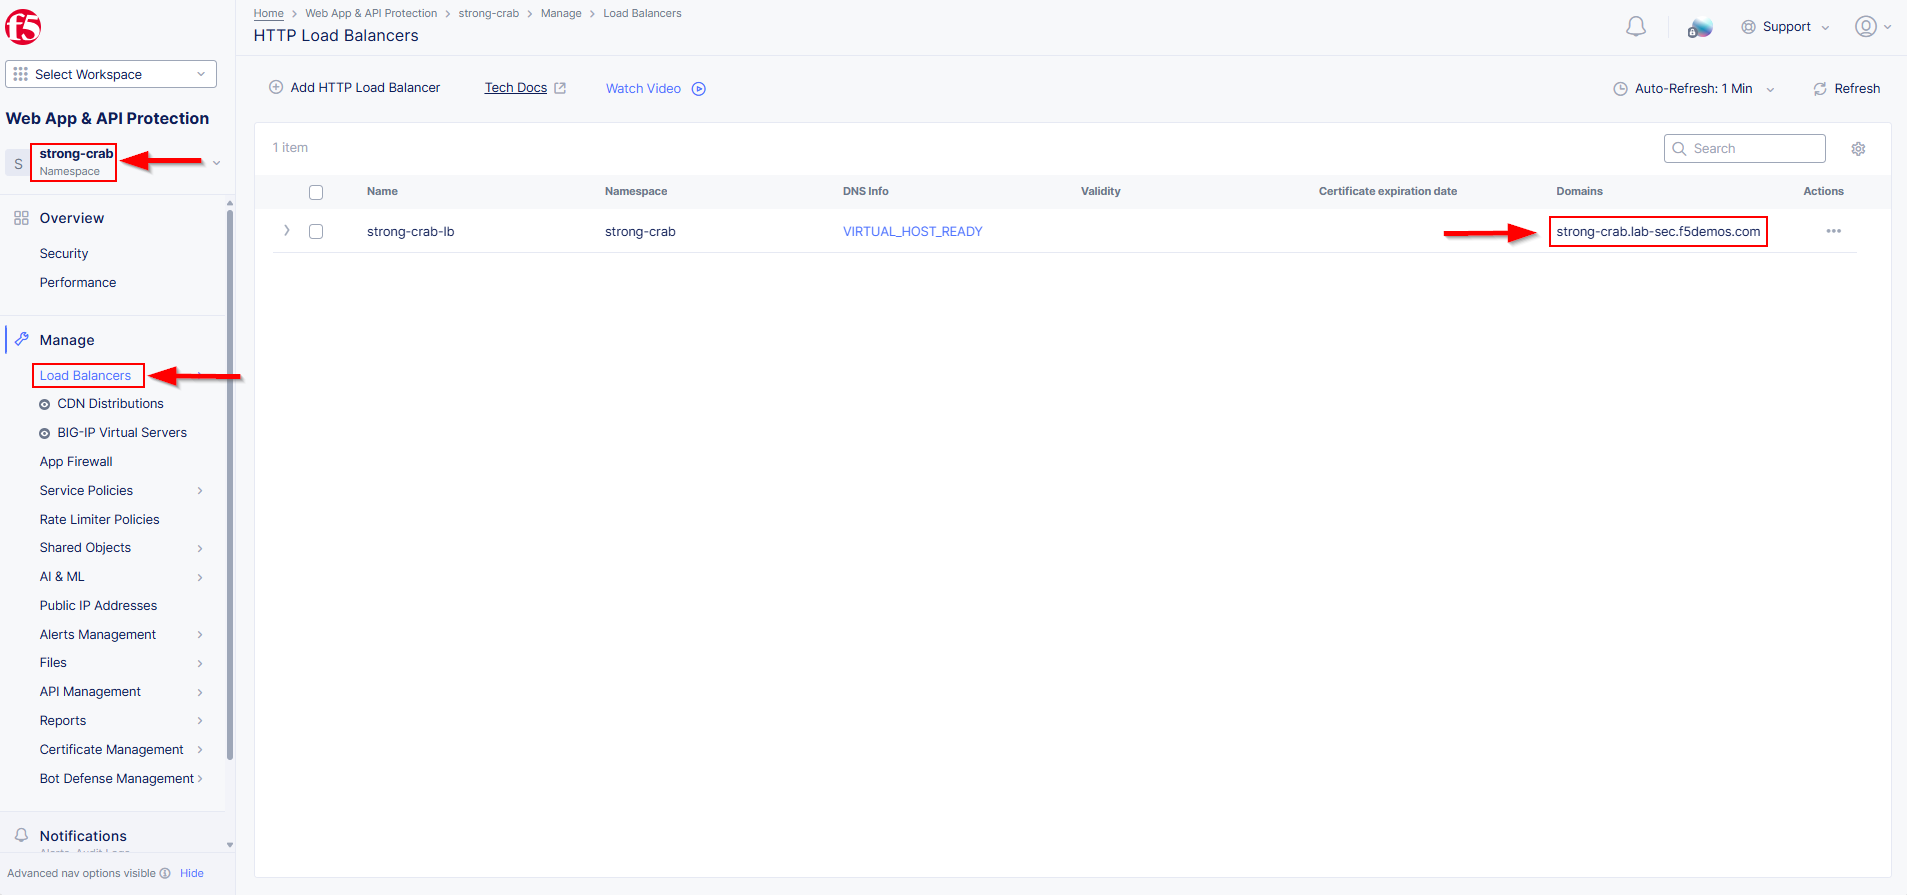 f5
Select Workspace
Web App & API Protection
S
strong-crab
Namespace
Overview
Security
Performance
Manage
Load Balancers
CDN Distributions
BIG-IP Virtual Servers
App Firewall
Service Policies
Rate Limiter Policies
Shared Objects
AI & ML
Public IP Addresses
Alerts Management
Files
API Management
Reports
Certificate Management
Bot Defense Management
Notifications
Alerts, Audit Logs
Advanced nav options visible Hide
Home > Web App & API Protection > strong-crab > Manage > Load Balancers
HTTP Load Balancers
Support
Add HTTP Load Balancer Tech Docs Watch Video
Auto-Refresh: 1 Min Refresh
1 item
Search
Name Namespace DNS Info Validity Certificate expiration date Domains Actions
strong-crab-lb strong-crab VIRTUAL_HOST_READY strong-crab.lab-sec.f5demos.com